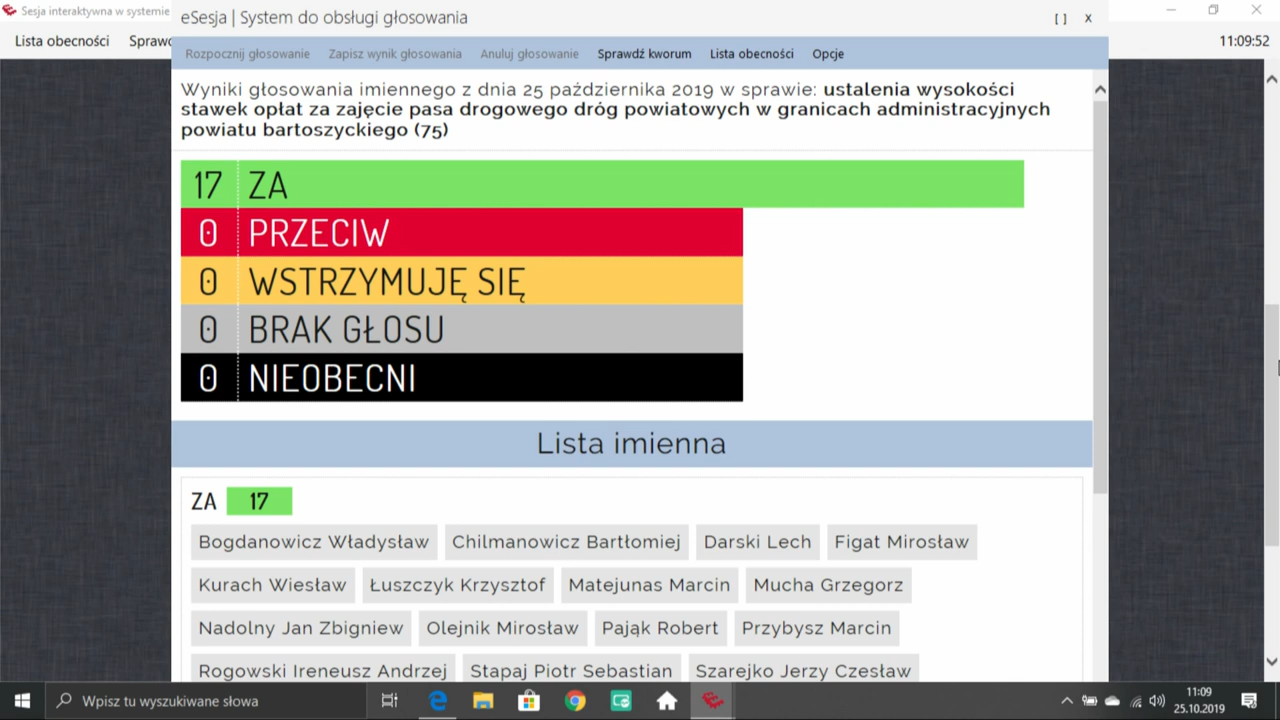 Sesja interaktywna w systemie
eSesja | System do obsługi głosowania
[ ] x
Lista obecności
11:09:52
Rozpocznij głosowanie Zapisz wynik głosowania Anuluj głosowanie Sprawdź kworum Lista obecności Opcje
Wyniki głosowania imiennego z dnia 25 października 2019 w sprawie: ustalenia wysokości
stawek opłat za zajęcie pasa drogowego dróg powiatowych w granicach administracyjnych
powiatu bartoszyckiego (75)
17 ZA
0 PRZECIW
0 WSTRZYMUJĘ SIĘ
0 BRAK GŁOSU
0 NIEOBECNI
Lista imienna
ZA 17
Bogdanowicz Władysław Chilmanowicz Bartłomiej Darski Lech Figat Mirosław
Kurach Wiesław Łuszczyk Krzysztof Matejunas Marcin Mucha Grzegorz
Nadolny Jan Zbigniew Olejnik Mirosław Pająk Robert Przybysz Marcin
Rogowski Ireneusz Andrzej Stapaj Piotr Sebastian Szarejko Jerzy Czesław
Wpisz tu wyszukiwane słowa
11:09
25.10.2019